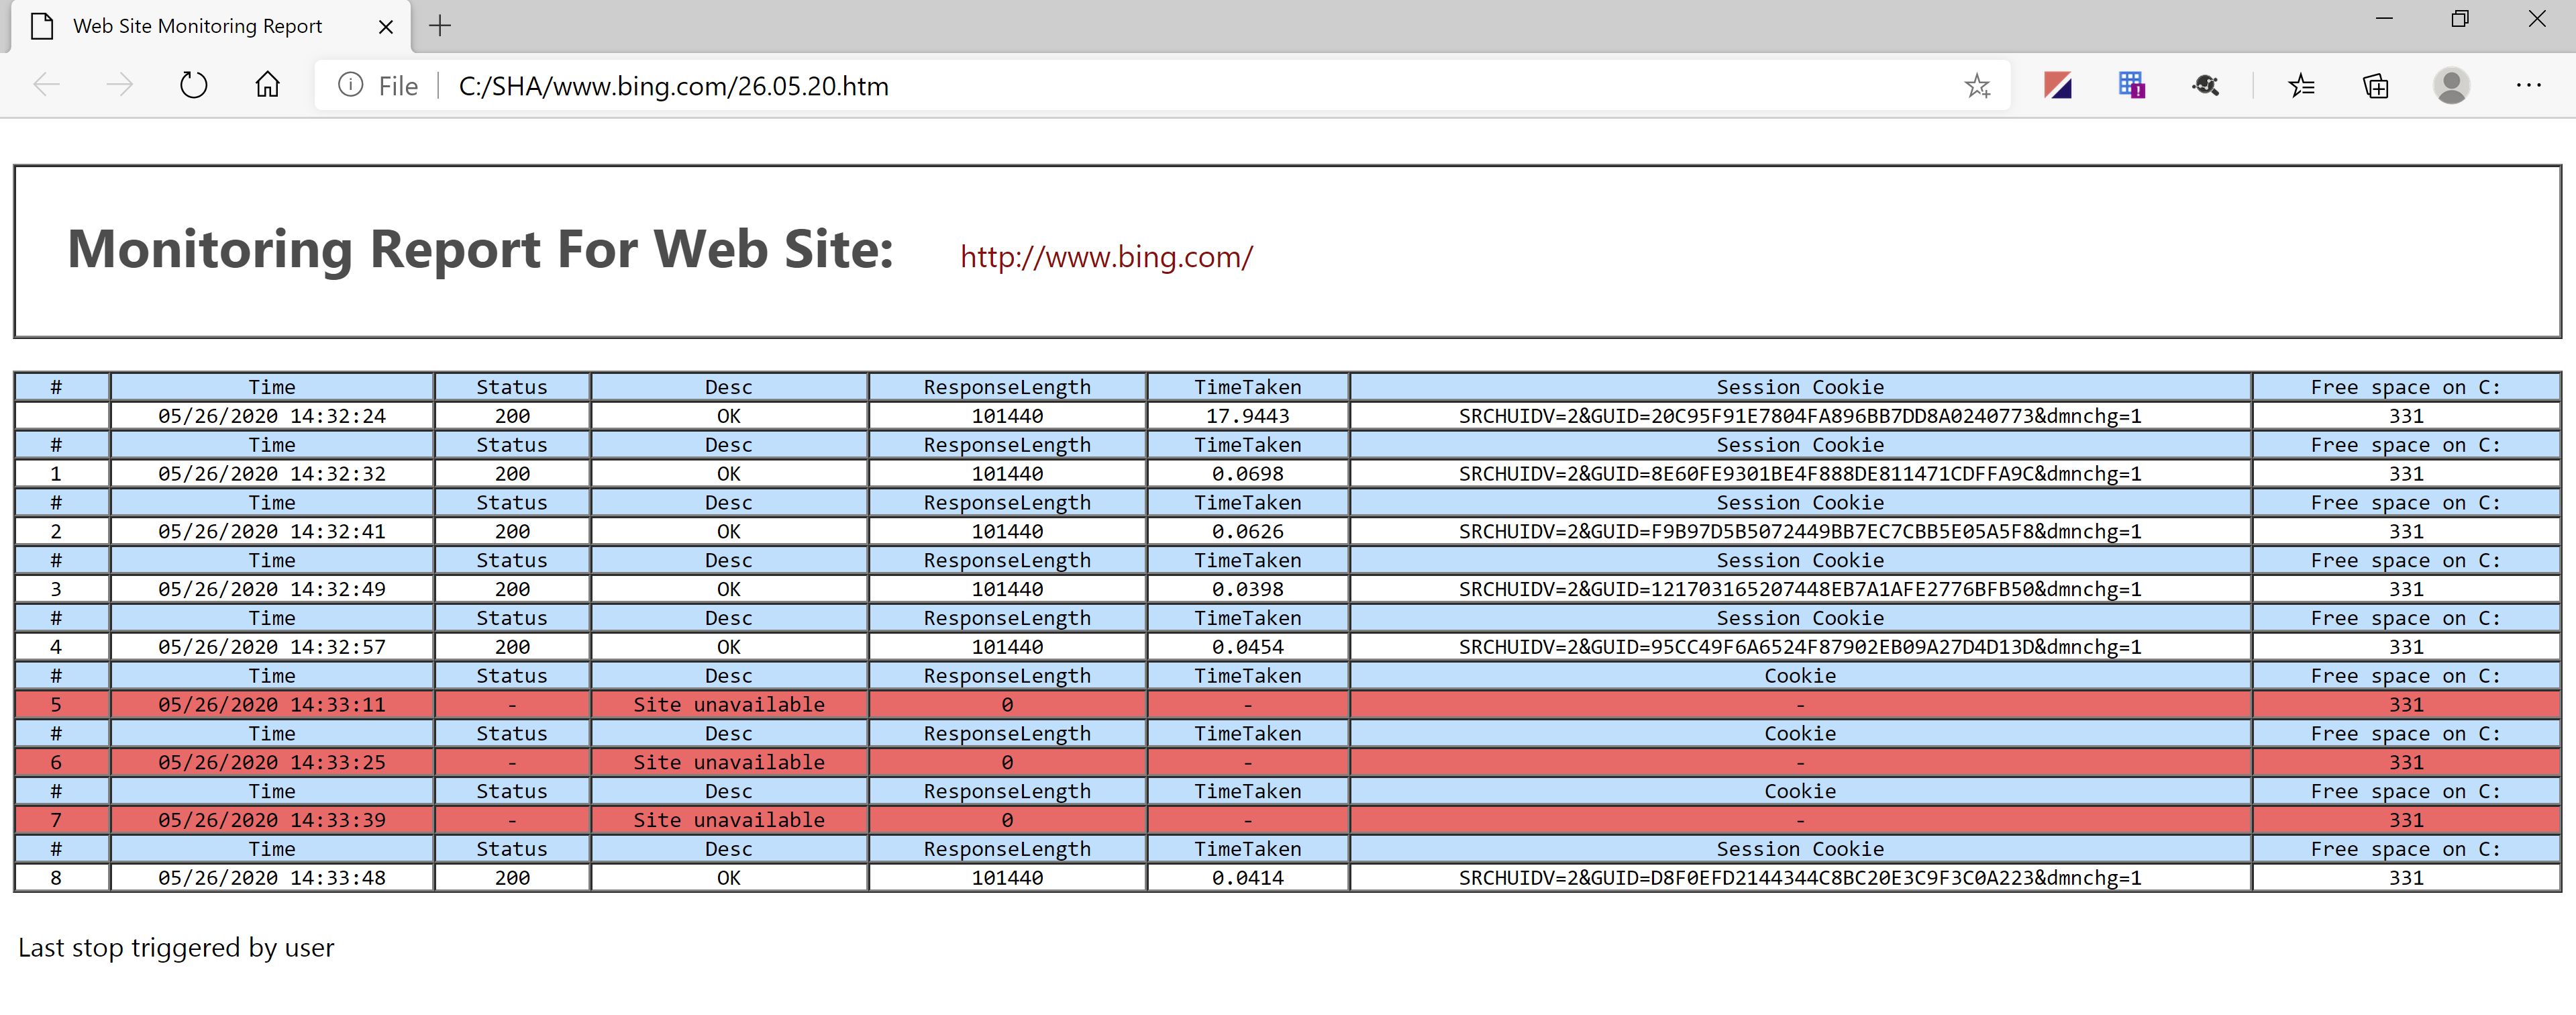 Web Site Monitoring Report
File C:/SHA/www.bing.com/26.05.20.htm
Monitoring Report For Web Site: http://www.bing.com/
# Time Status Desc ResponseLength TimeTaken Session Cookie Free space on C:
05/26/2020 14:32:24 200 OK 101440 17.9443 SRCHUIDV=2&GUID=20C95F91E7804FA896BB7DD8A0240773&dmnchg=1 331
# Time Status Desc ResponseLength TimeTaken Session Cookie Free space on C:
1 05/26/2020 14:32:32 200 OK 101440 0.0698 SRCHUIDV=2&GUID=8E60FE9301BE4F888DE811471CDFFA9C&dmnchg=1 331
# Time Status Desc ResponseLength TimeTaken Session Cookie Free space on C:
2 05/26/2020 14:32:41 200 OK 101440 0.0626 SRCHUIDV=2&GUID=F9B97D5B5072449BB7EC7CBB5E05A5F8&dmnchg=1 331
# Time Status Desc ResponseLength TimeTaken Session Cookie Free space on C:
3 05/26/2020 14:32:49 200 OK 101440 0.0398 SRCHUIDV=2&GUID=121703165207448EB7A1AFE2776BFB50&dmnchg=1 331
# Time Status Desc ResponseLength TimeTaken Session Cookie Free space on C:
4 05/26/2020 14:32:57 200 OK 101440 0.0454 SRCHUIDV=2&GUID=95CC49F6A6524F87902EB09A27D4D13D&dmnchg=1 331
# Time Status Desc ResponseLength TimeTaken Cookie Free space on C:
5 05/26/2020 14:33:11 - Site unavailable 0 - - 331
# Time Status Desc ResponseLength TimeTaken Cookie Free space on C:
6 05/26/2020 14:33:25 - Site unavailable 0 - - 331
# Time Status Desc ResponseLength TimeTaken Cookie Free space on C:
7 05/26/2020 14:33:39 - Site unavailable 0 - - 331
# Time Status Desc ResponseLength TimeTaken Session Cookie Free space on C:
8 05/26/2020 14:33:48 200 OK 101440 0.0414 SRCHUIDV=2&GUID=D8F0EFD2144344C8BC20E3C9F3C0A223&dmnchg=1 331
Last stop triggered by user